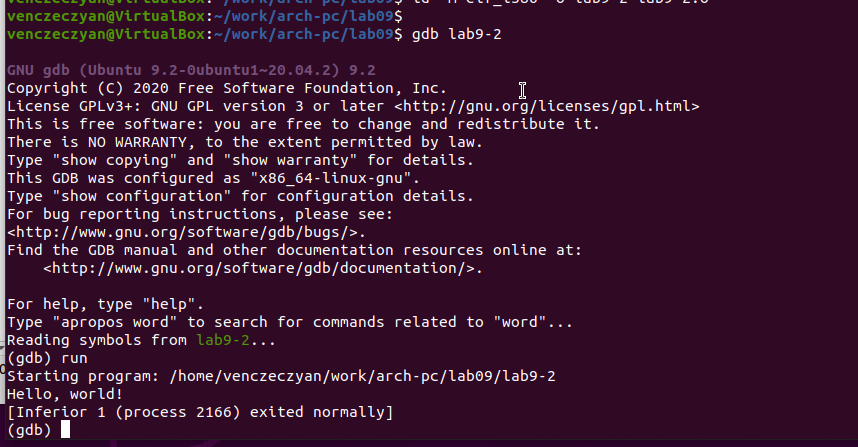 venczeczyan@VirtualBox:~/work/arch-pc/lab09$
venczeczyan@VirtualBox:~/work/arch-pc/lab09$ gdb lab9-2
GNU gdb (Ubuntu 9.2-0ubuntu1~20.04.2) 9.2
Copyright (C) 2020 Free Software Foundation, Inc.
License GPLv3+: GNU GPL version 3 or later <http://gnu.org/licenses/gpl.html>
This is free software: you are free to change and redistribute it.
There is NO WARRANTY, to the extent permitted by law.
Type "show copying" and "show warranty" for details.
This GDB was configured as "x86_64-linux-gnu".
Type "show configuration" for configuration details.
For bug reporting instructions, please see:
<http://www.gnu.org/software/gdb/bugs/>.
Find the GDB manual and other documentation resources online at:
    <http://www.gnu.org/software/gdb/documentation/>.
For help, type "help".
Type "apropos word" to search for commands related to "word"...
Reading symbols from lab9-2...
(gdb) run
Starting program: /home/venczeczyan/work/arch-pc/lab09/lab9-2
Hello, world!
[Inferior 1 (process 2166) exited normally]
(gdb)